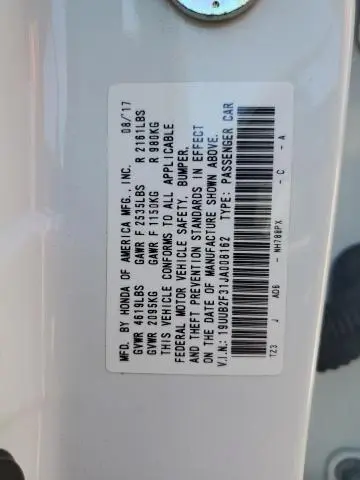 MFD. BY HONDA OF AMERICA MFG., INC. 08/17
GVWR 4619LBS GAWR F 2535LBS R 2161LBS
GVWR 2095KG GAWR F 1150KG R 980KG
THIS VEHICLE CONFORMS TO ALL APPLICABLE
FEDERAL MOTOR VEHICLE SAFETY, BUMPER,
AND THEFT PREVENTION STANDARDS IN EFFECT
ON THE DATE OF MANUFACTURE SHOWN ABOVE.
V.I.N.: 19UUB2F31JA008162 TYPE: PASSENGER CAR
TZ3 J AD6 - NH788PX - C - A